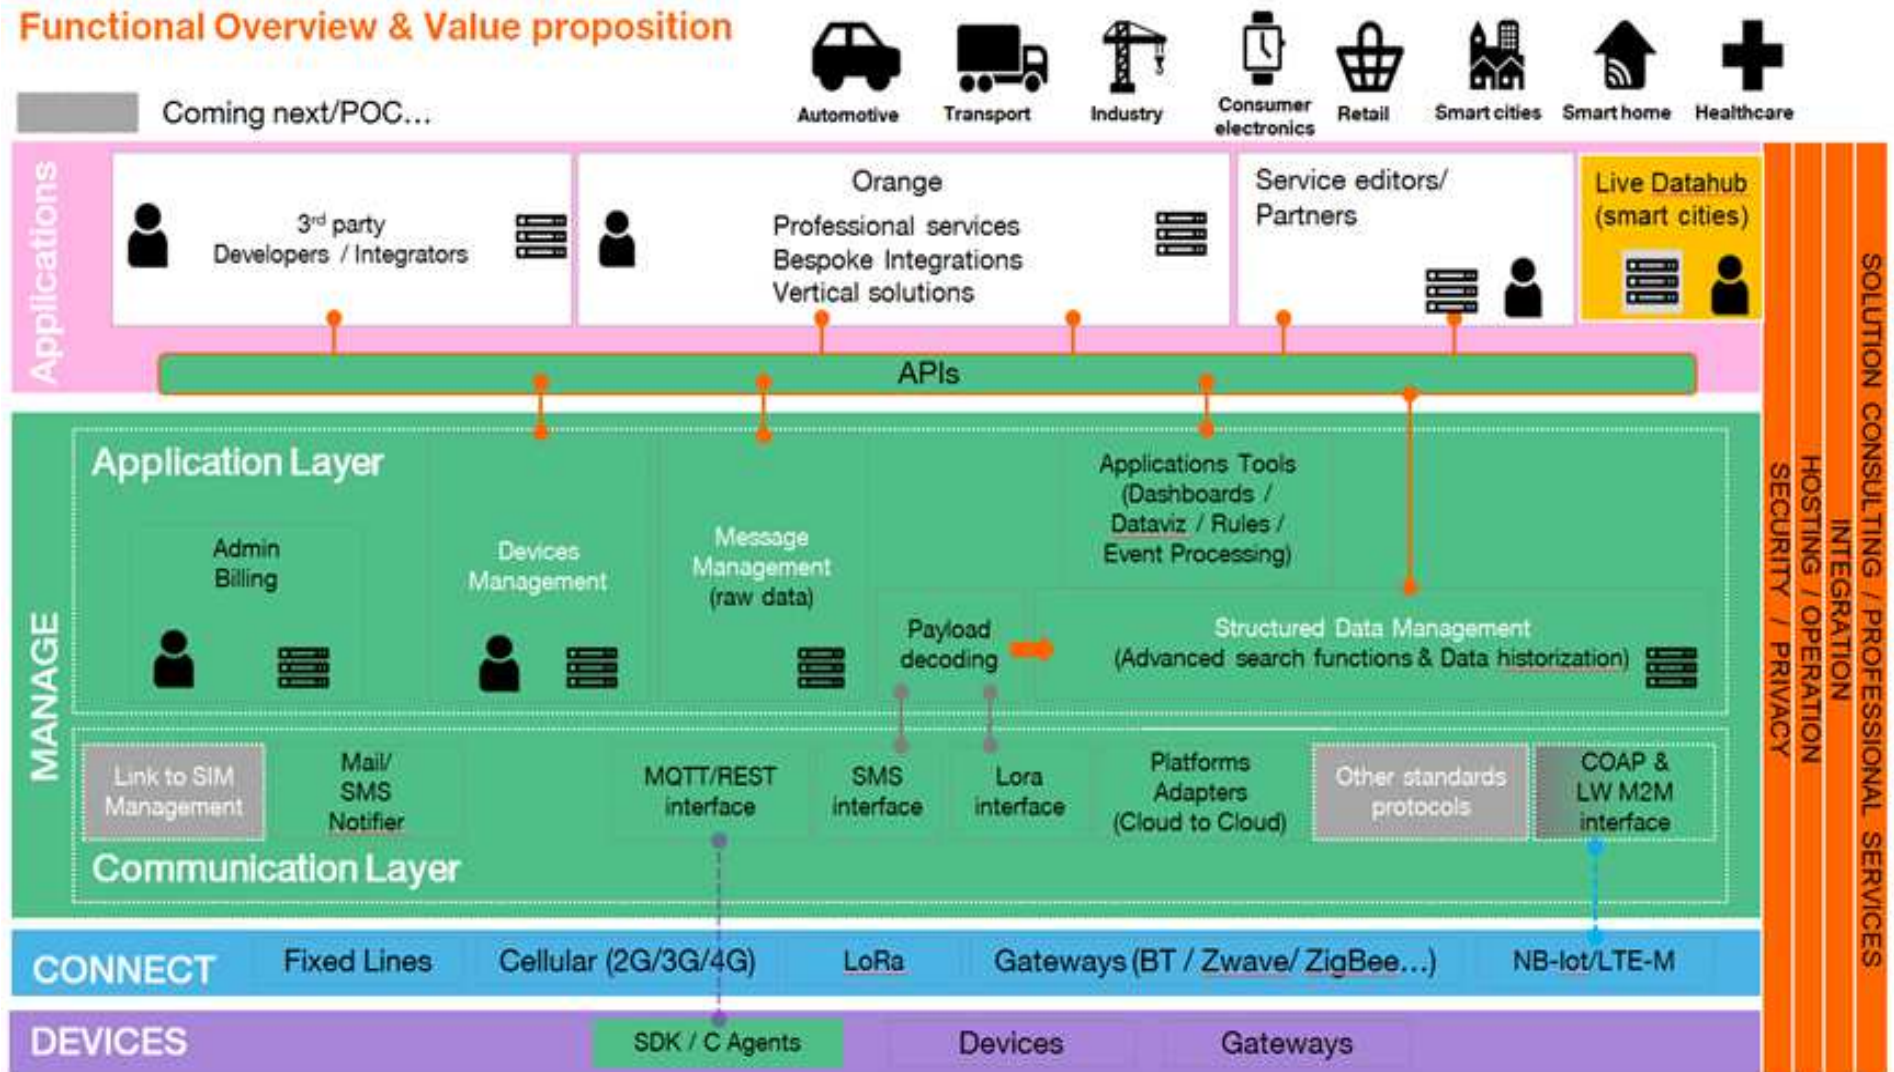 Functional Overview & Value proposition
Coming next/POC...
Automotive
Transport
Industry
Consumer
electronics
Retail
Smart cities
Smart home
Healthcare
Applications
3rd party
Developers / Integrators
Orange
Professional services
Bespoke Integrations
Vertical solutions
Service editors/
Partners
Live Datahub
(smart cities)
APIs
MANAGE
Application Layer
Admin
Billing
Devices
Management
Message
Management
(raw data)
Applications Tools
(Dashboards /
Dataviz / Rules /
Event Processing)
Payload
decoding
Structured Data Management
(Advanced search functions & Data historization)
Link to SIM
Management
Mail/
SMS
Notifier
MQTT/REST
interface
SMS
interface
Lora
interface
Platforms
Adapters
(Cloud to Cloud)
Other standards
protocols
COAP &
LW M2M
interface
Communication Layer
CONNECT
Fixed Lines
Cellular (2G/3G/4G)
LoRa
Gateways (BT / Zwave/ ZigBee...)
NB-Iot/LTE-M
DEVICES
SDK / C Agents
Devices
Gateways
SECURITY / PRIVACY
HOSTING / OPERATION
INTEGRATION
SOLUTION CONSULTING / PROFESSIONAL SERVICES